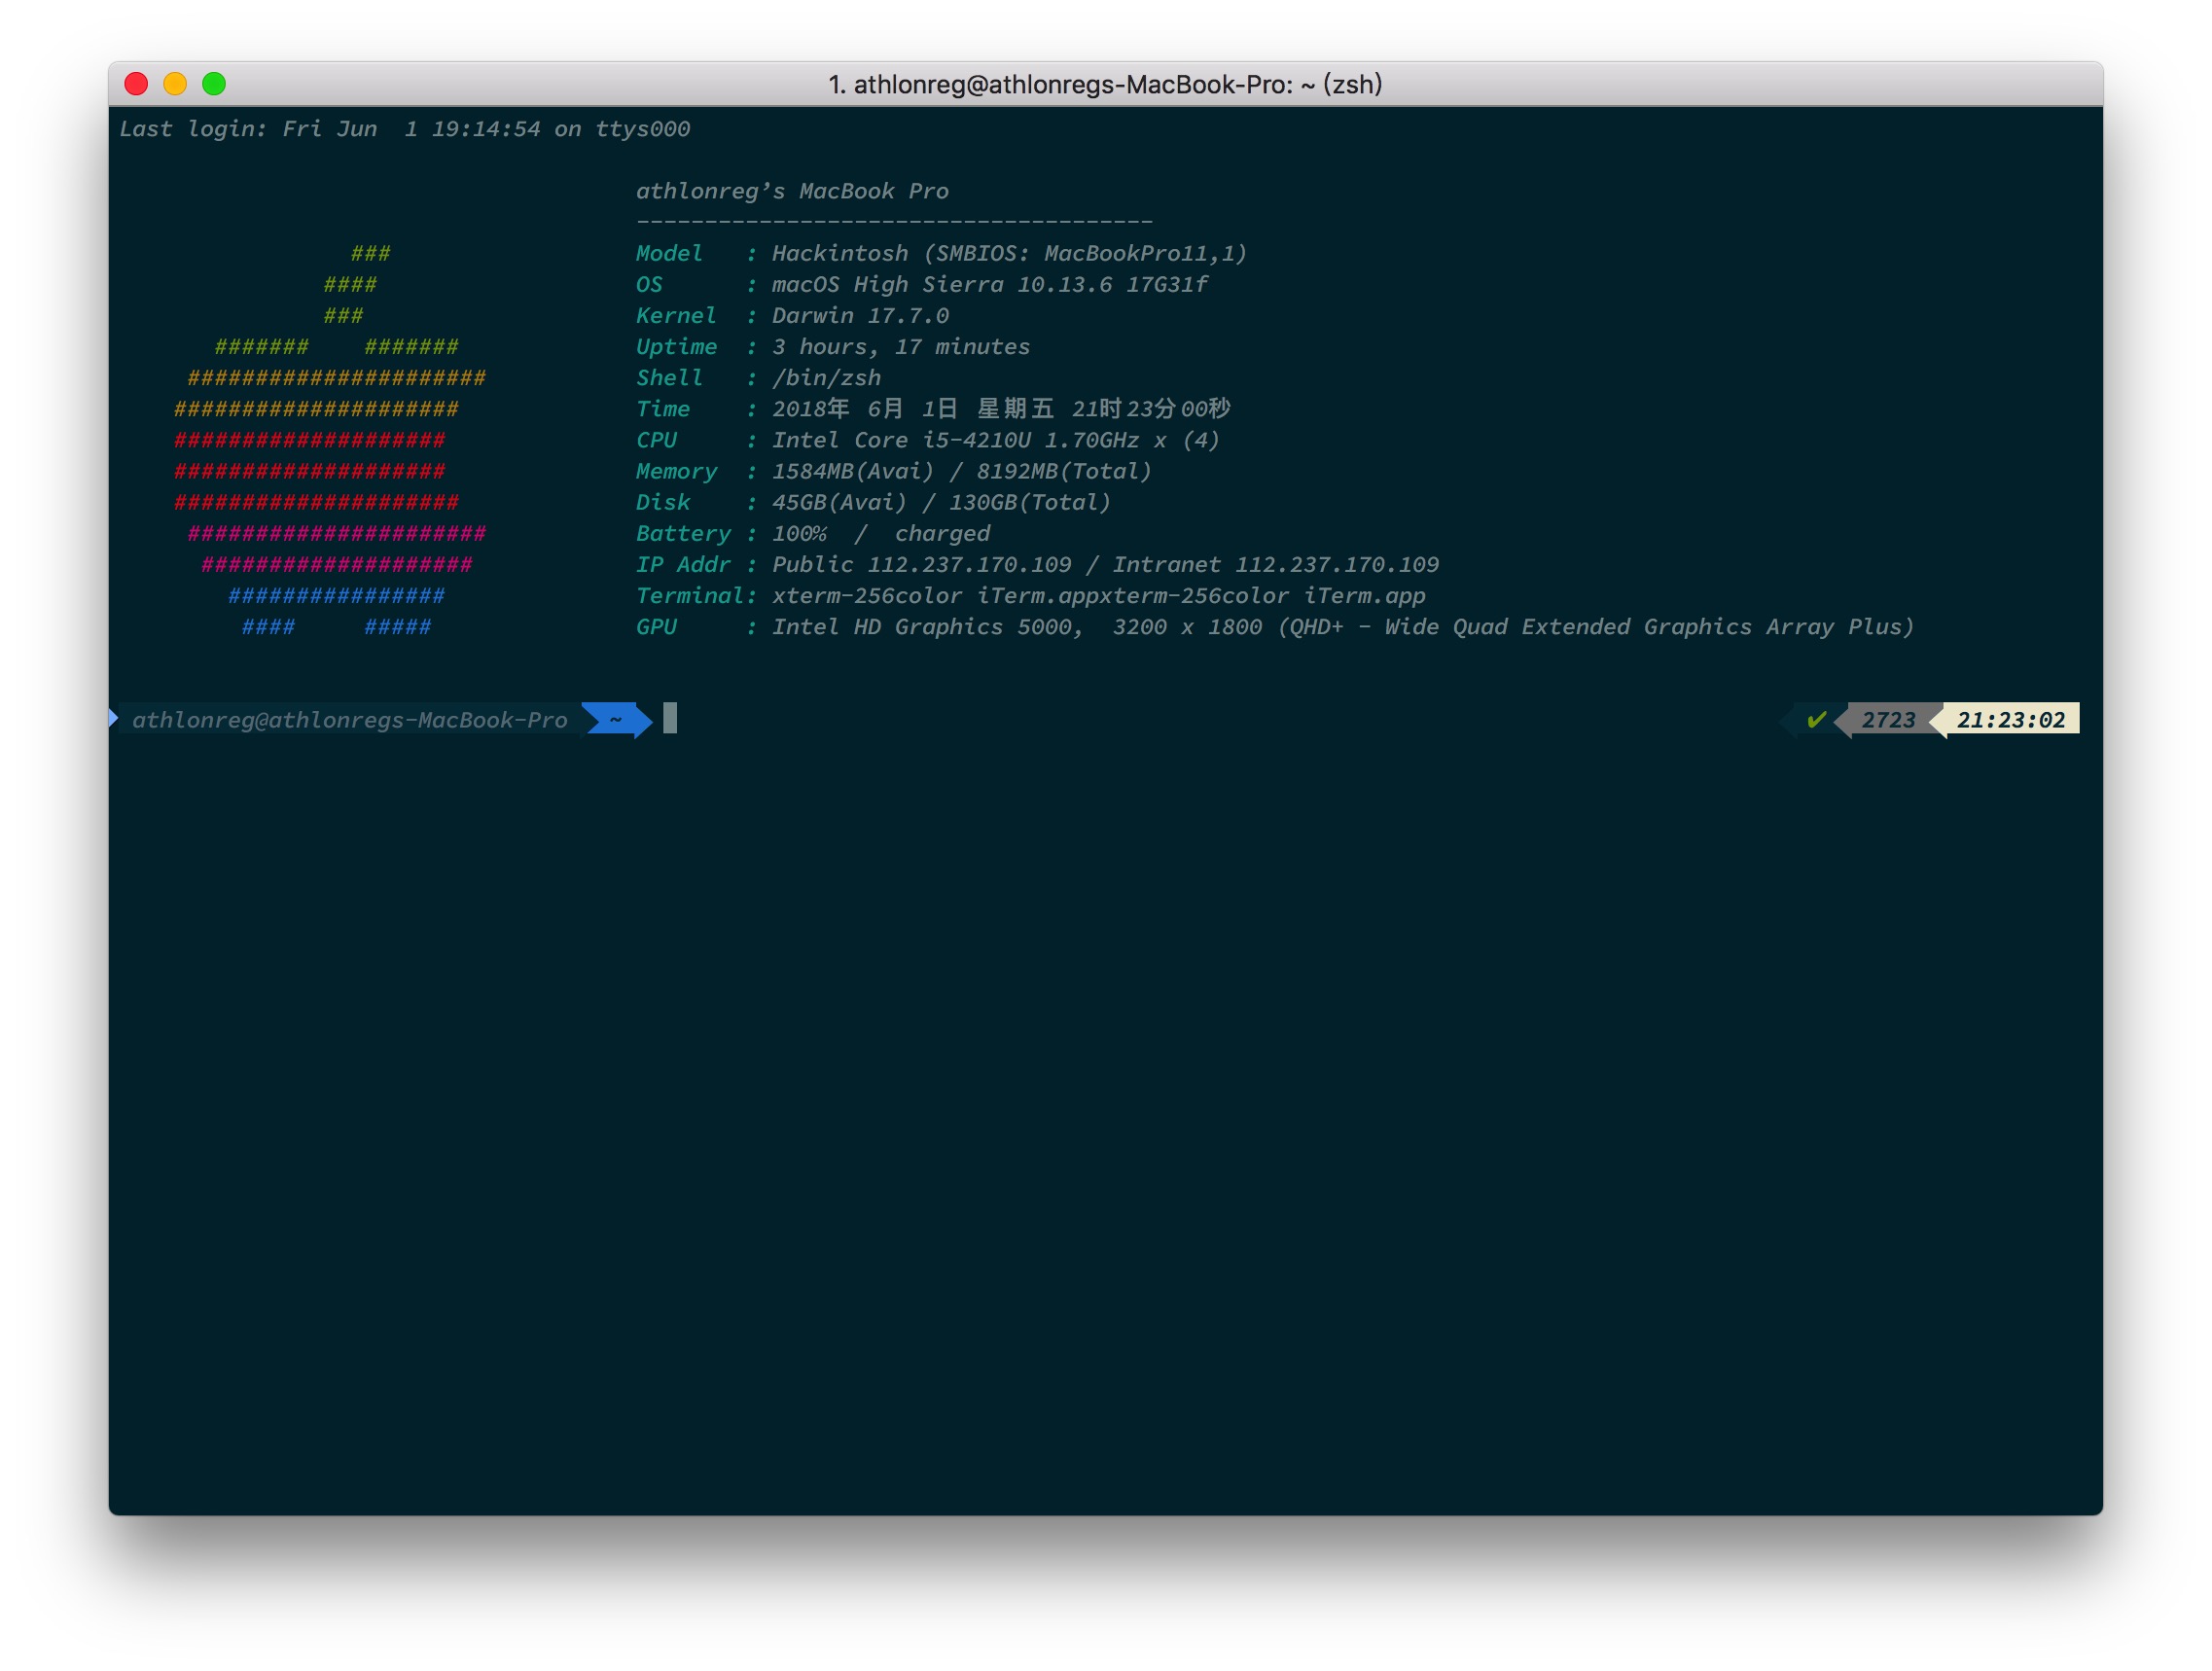 1. athlonreg@athlonregs-MacBook-Pro: ~ (zsh)
Last login: Fri Jun  1 19:14:54 on ttys000
athlonreg’s MacBook Pro
--------------------------------------
### Model   : Hackintosh (SMBIOS: MacBookPro11,1)
#### OS      : macOS High Sierra 10.13.6 17G31f
### Kernel  : Darwin 17.7.0
#######    ####### Uptime  : 3 hours, 17 minutes
###################### Shell   : /bin/zsh
##################### Time    : 2018年 6月 1日 星期五 21时23分00秒
#################### CPU     : Intel Core i5-4210U 1.70GHz x (4)
#################### Memory  : 1584MB(Avai) / 8192MB(Total)
##################### Disk    : 45GB(Avai) / 130GB(Total)
###################### Battery : 100%  /  charged
#################### IP Addr : Public 112.237.170.109 / Intranet 112.237.170.109
################ Terminal: xterm-256color iTerm.appxterm-256color iTerm.app
####     ##### GPU     : Intel HD Graphics 5000,  3200 x 1800 (QHD+ - Wide Quad Extended Graphics Array Plus)
athlonreg@athlonregs-MacBook-Pro ~ ✔ 2723 21:23:02